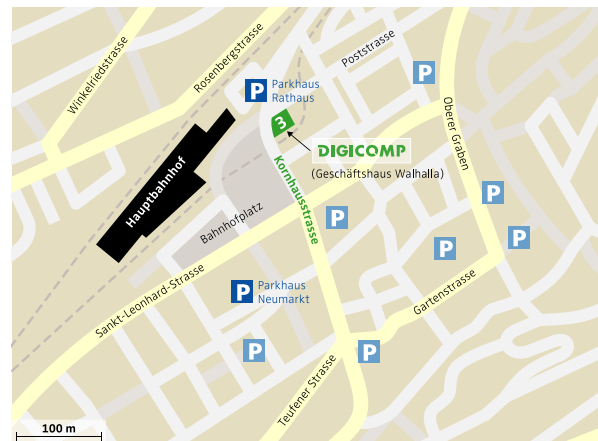 Winkelriedstrasse
Rosenbergstrasse
Poststrasse
P
P Parkhaus
Rathaus
Oberer Graben
3
DIGICOMP
(Geschäftshaus Walhalla)
Hauptbahnhof
Kornhausstrasse
P
Bahnhofplatz
P
P
P
Sankt-Leonhard-Strasse
P Parkhaus
Neumarkt
Gartenstrasse
P
P
Teufener Strasse
100 m